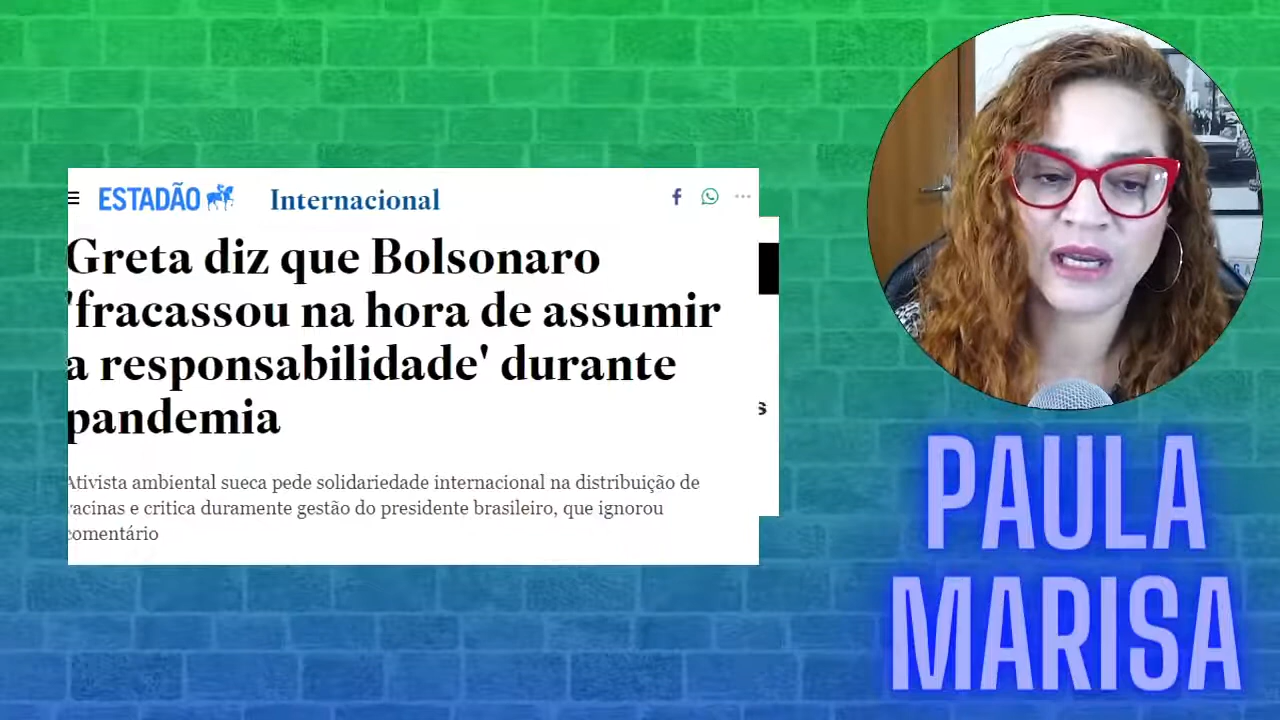 ESTADÃO
Internacional
Greta diz que Bolsonaro
'fracassou na hora de assumir
a responsabilidade' durante
pandemia
Ativista ambiental sueca pede solidariedade internacional na distribuição de
vacinas e critica duramente gestão do presidente brasileiro, que ignorou
comentário
s
PAULA
MARISA